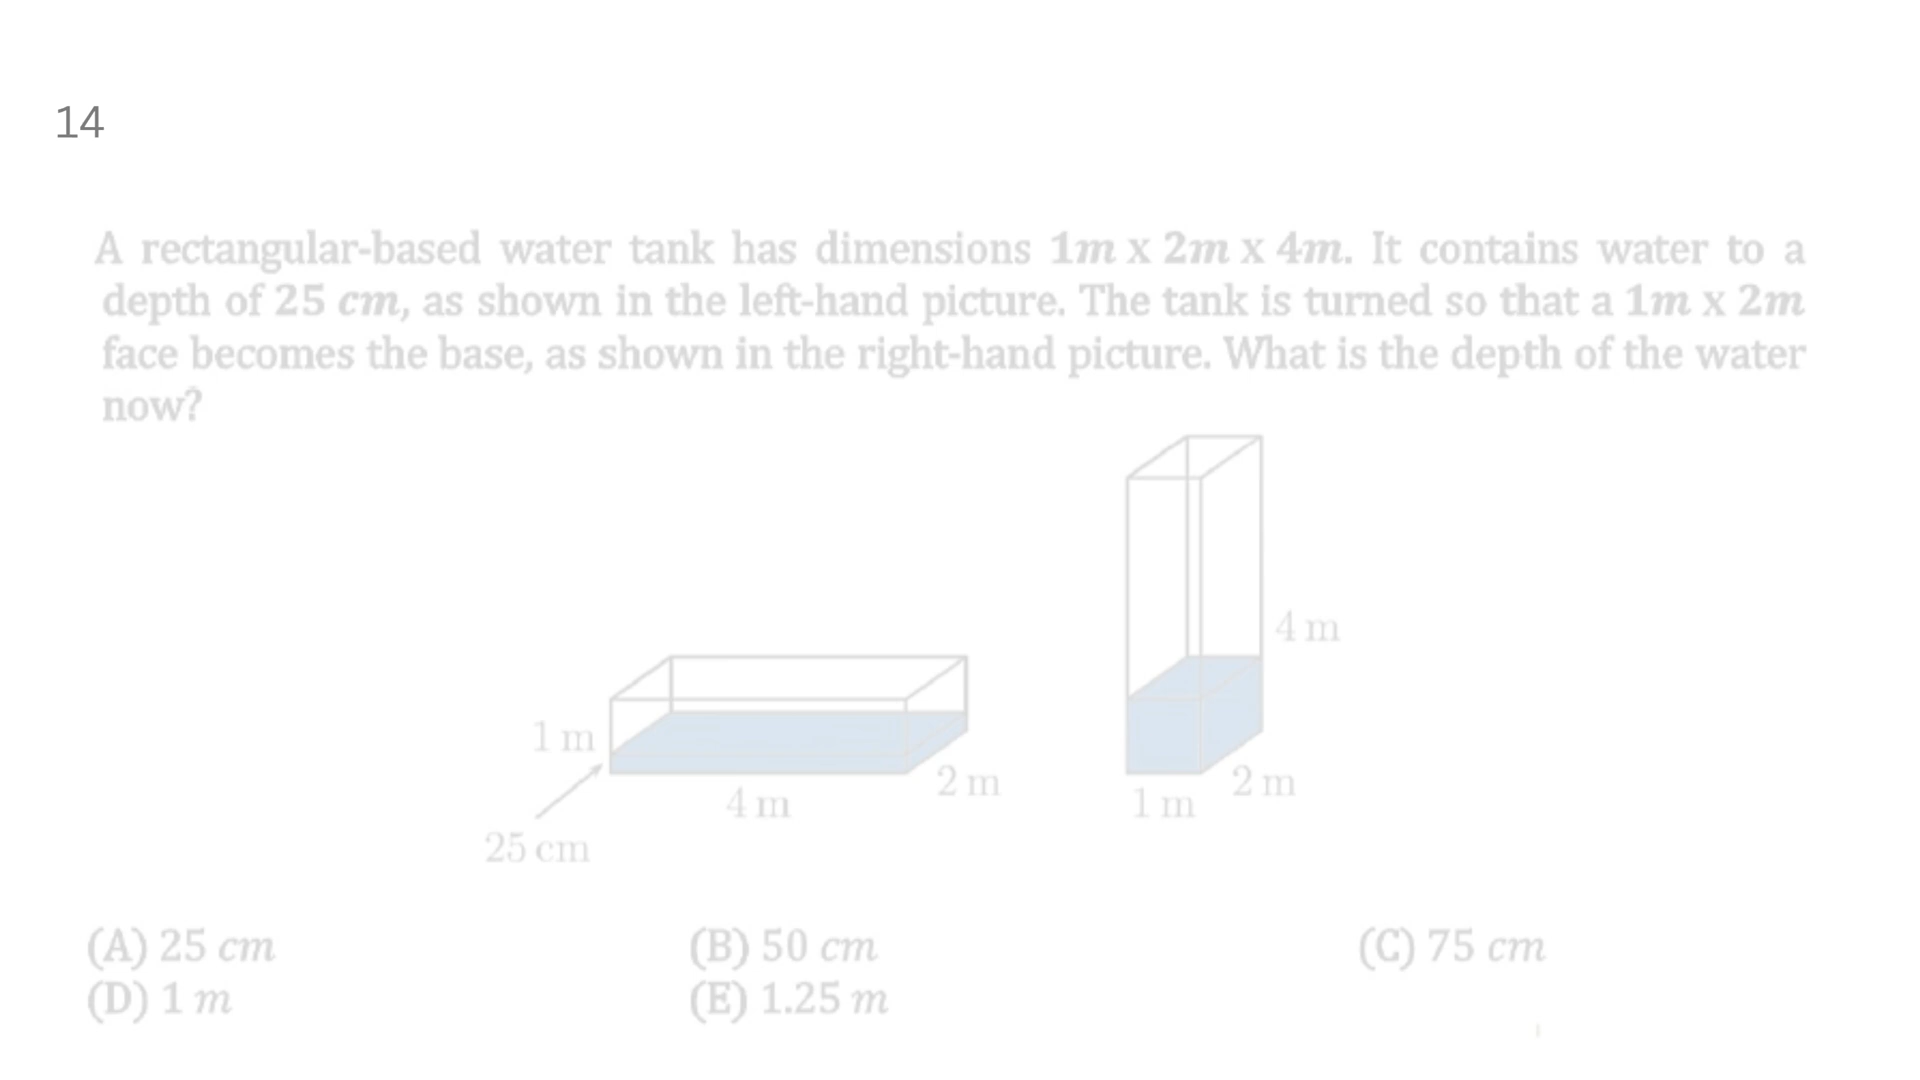 14
A rectangular-based water tank has dimensions 1m x 2m x 4m. It contains water to a
depth of 25 cm, as shown in the left-hand picture. The tank is turned so that a 1m x 2m
face becomes the base, as shown in the right-hand picture. What is the depth of the water
now?
4 m
1 m
2 m
4 m
25 cm
2 m
1 m
(A) 25 cm (B) 50 cm (C) 75 cm
(D) 1 m (E) 1.25 m